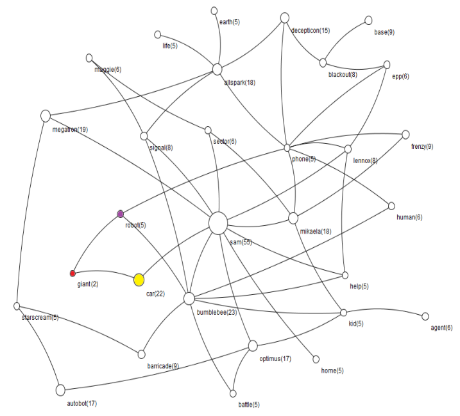 earth(5)
decepticon(15)
base(9)
life(5)
maggie(6)
allspark(18)
blackout(8)
epp(6)
megatron(19)
signal(8)
sector(6)
phone(5)
lennox(8)
frenzy(9)
robot(5)
sam(55)
mikaela(18)
human(6)
giant(2)
car(22)
help(5)
starscream(5)
bumblebee(23)
kid(5)
agent(6)
barricade(9)
optimus(17)
home(5)
autobot(17)
battle(5)